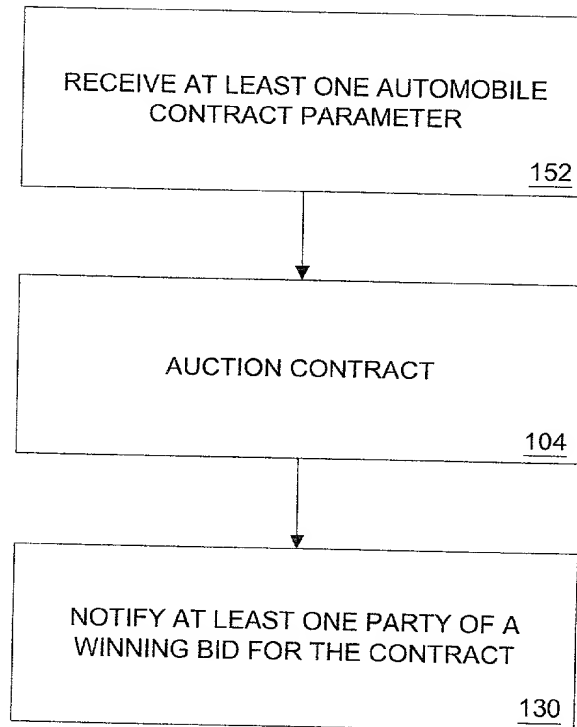 RECEIVE AT LEAST ONE AUTOMOBILE
CONTRACT PARAMETER
152
AUCTION CONTRACT
104
NOTIFY AT LEAST ONE PARTY OF A
WINNING BID FOR THE CONTRACT
130